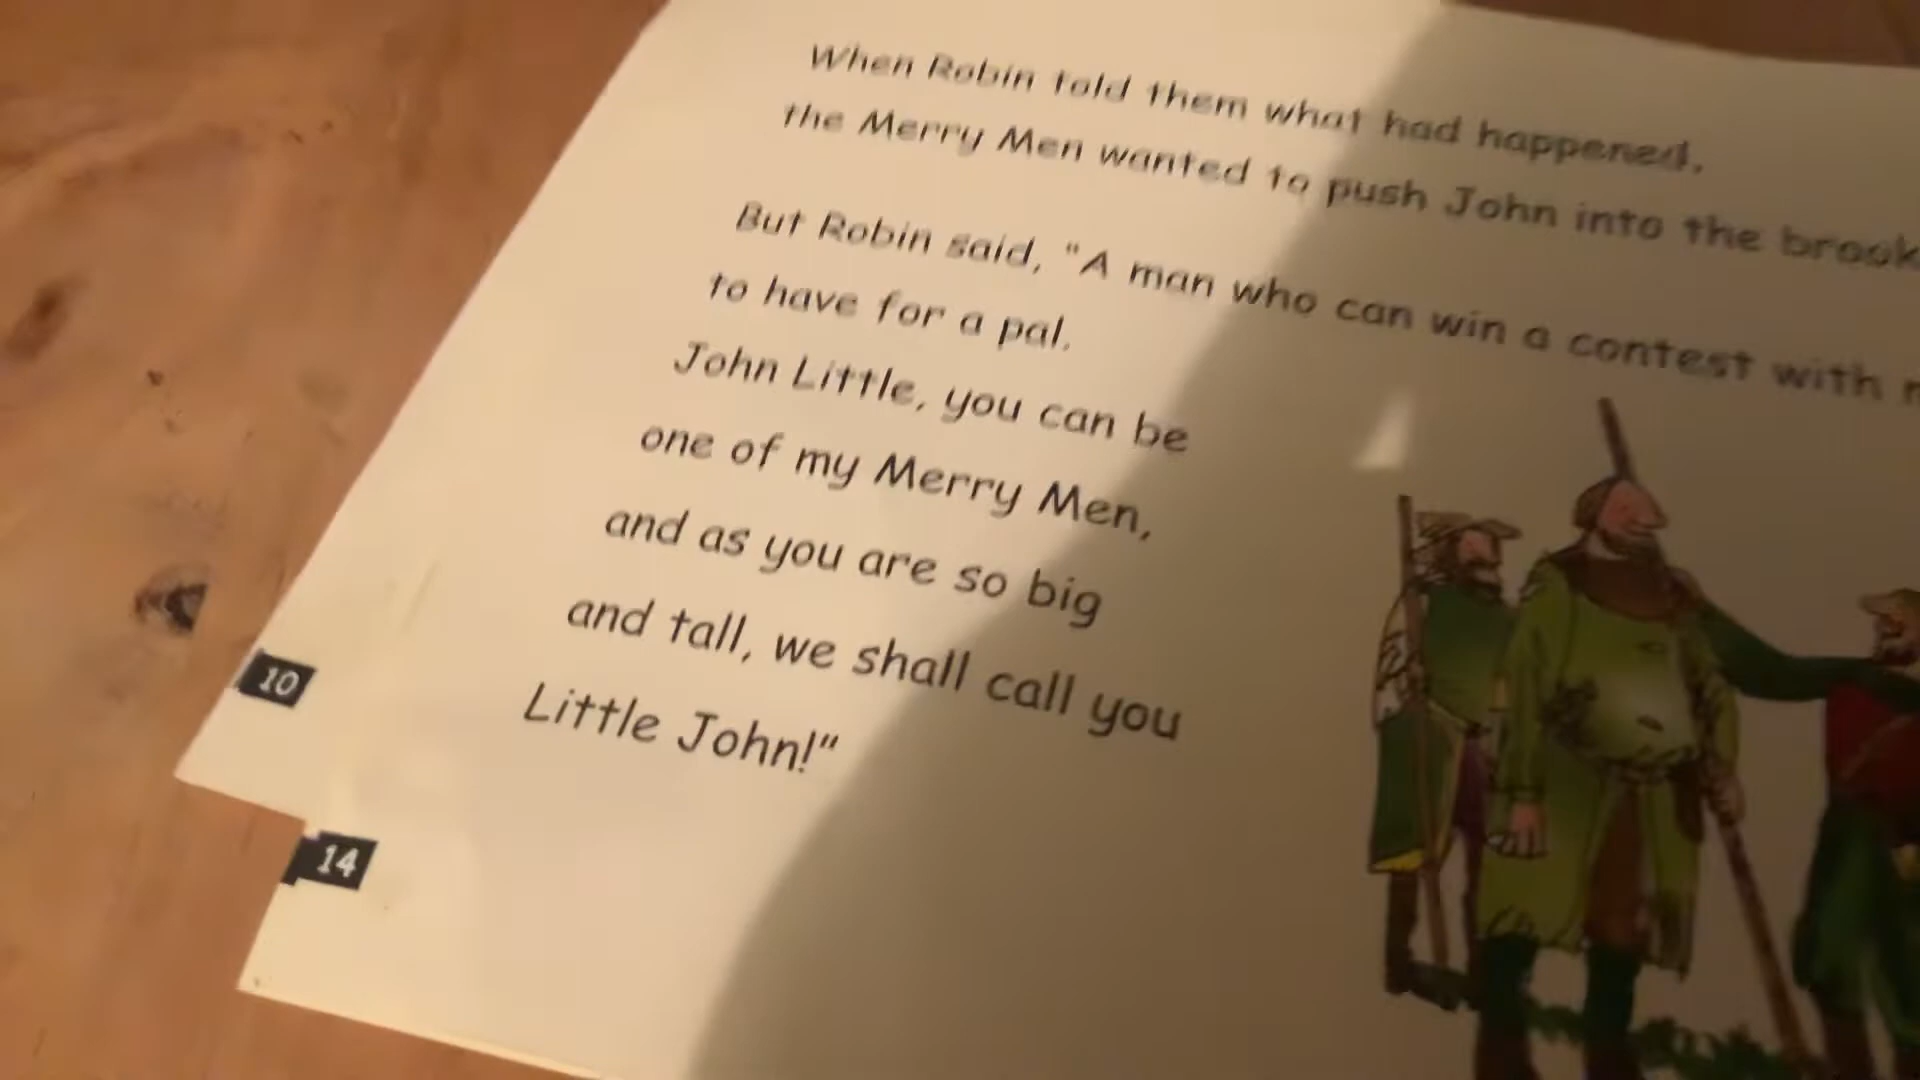 When Robin told them what had happened,
the Merry Men wanted to push John into the brook
But Robin said, "A man who can win a contest with
to have for a pal.
John Little, you can be
one of my Merry Men,
and as you are so big
and tall, we shall call you
Little John!"
10
14